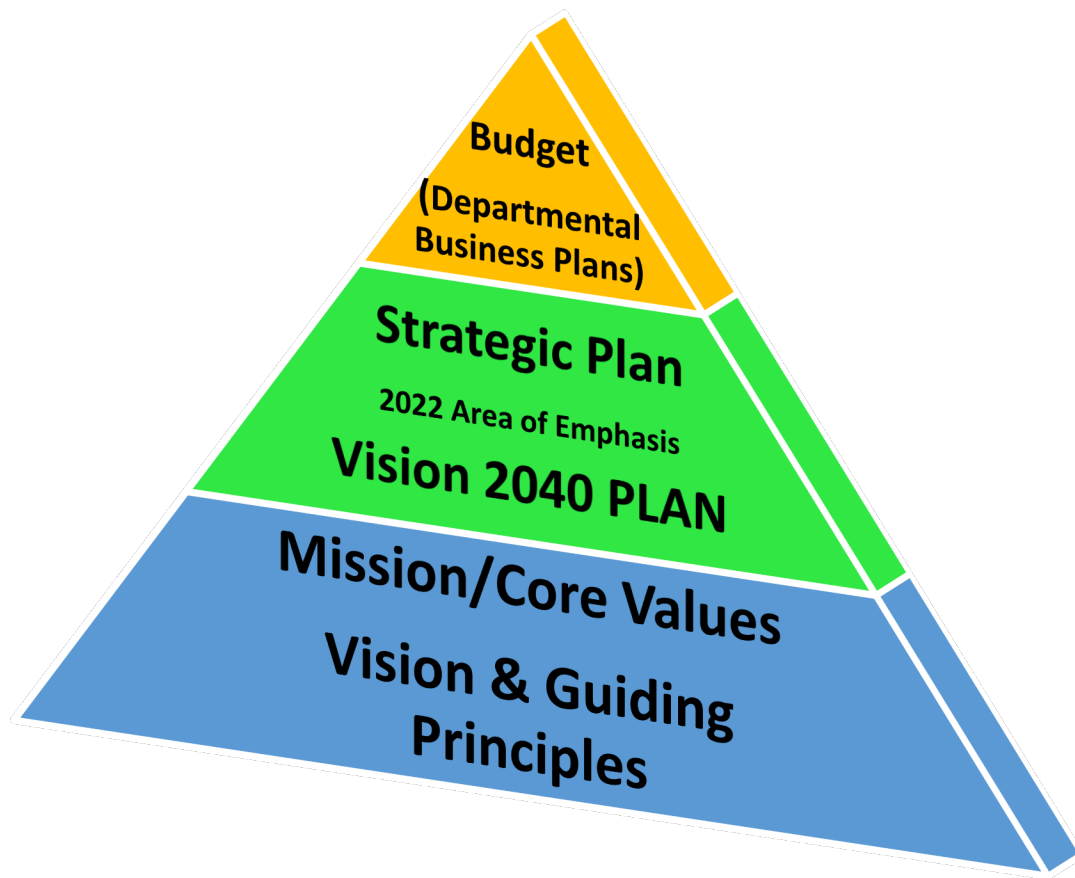 Budget
(Departmental
Business Plans)
Strategic Plan
2022 Area of Emphasis
Vision 2040 PLAN
Mission/Core Values
Vision & Guiding
Principles